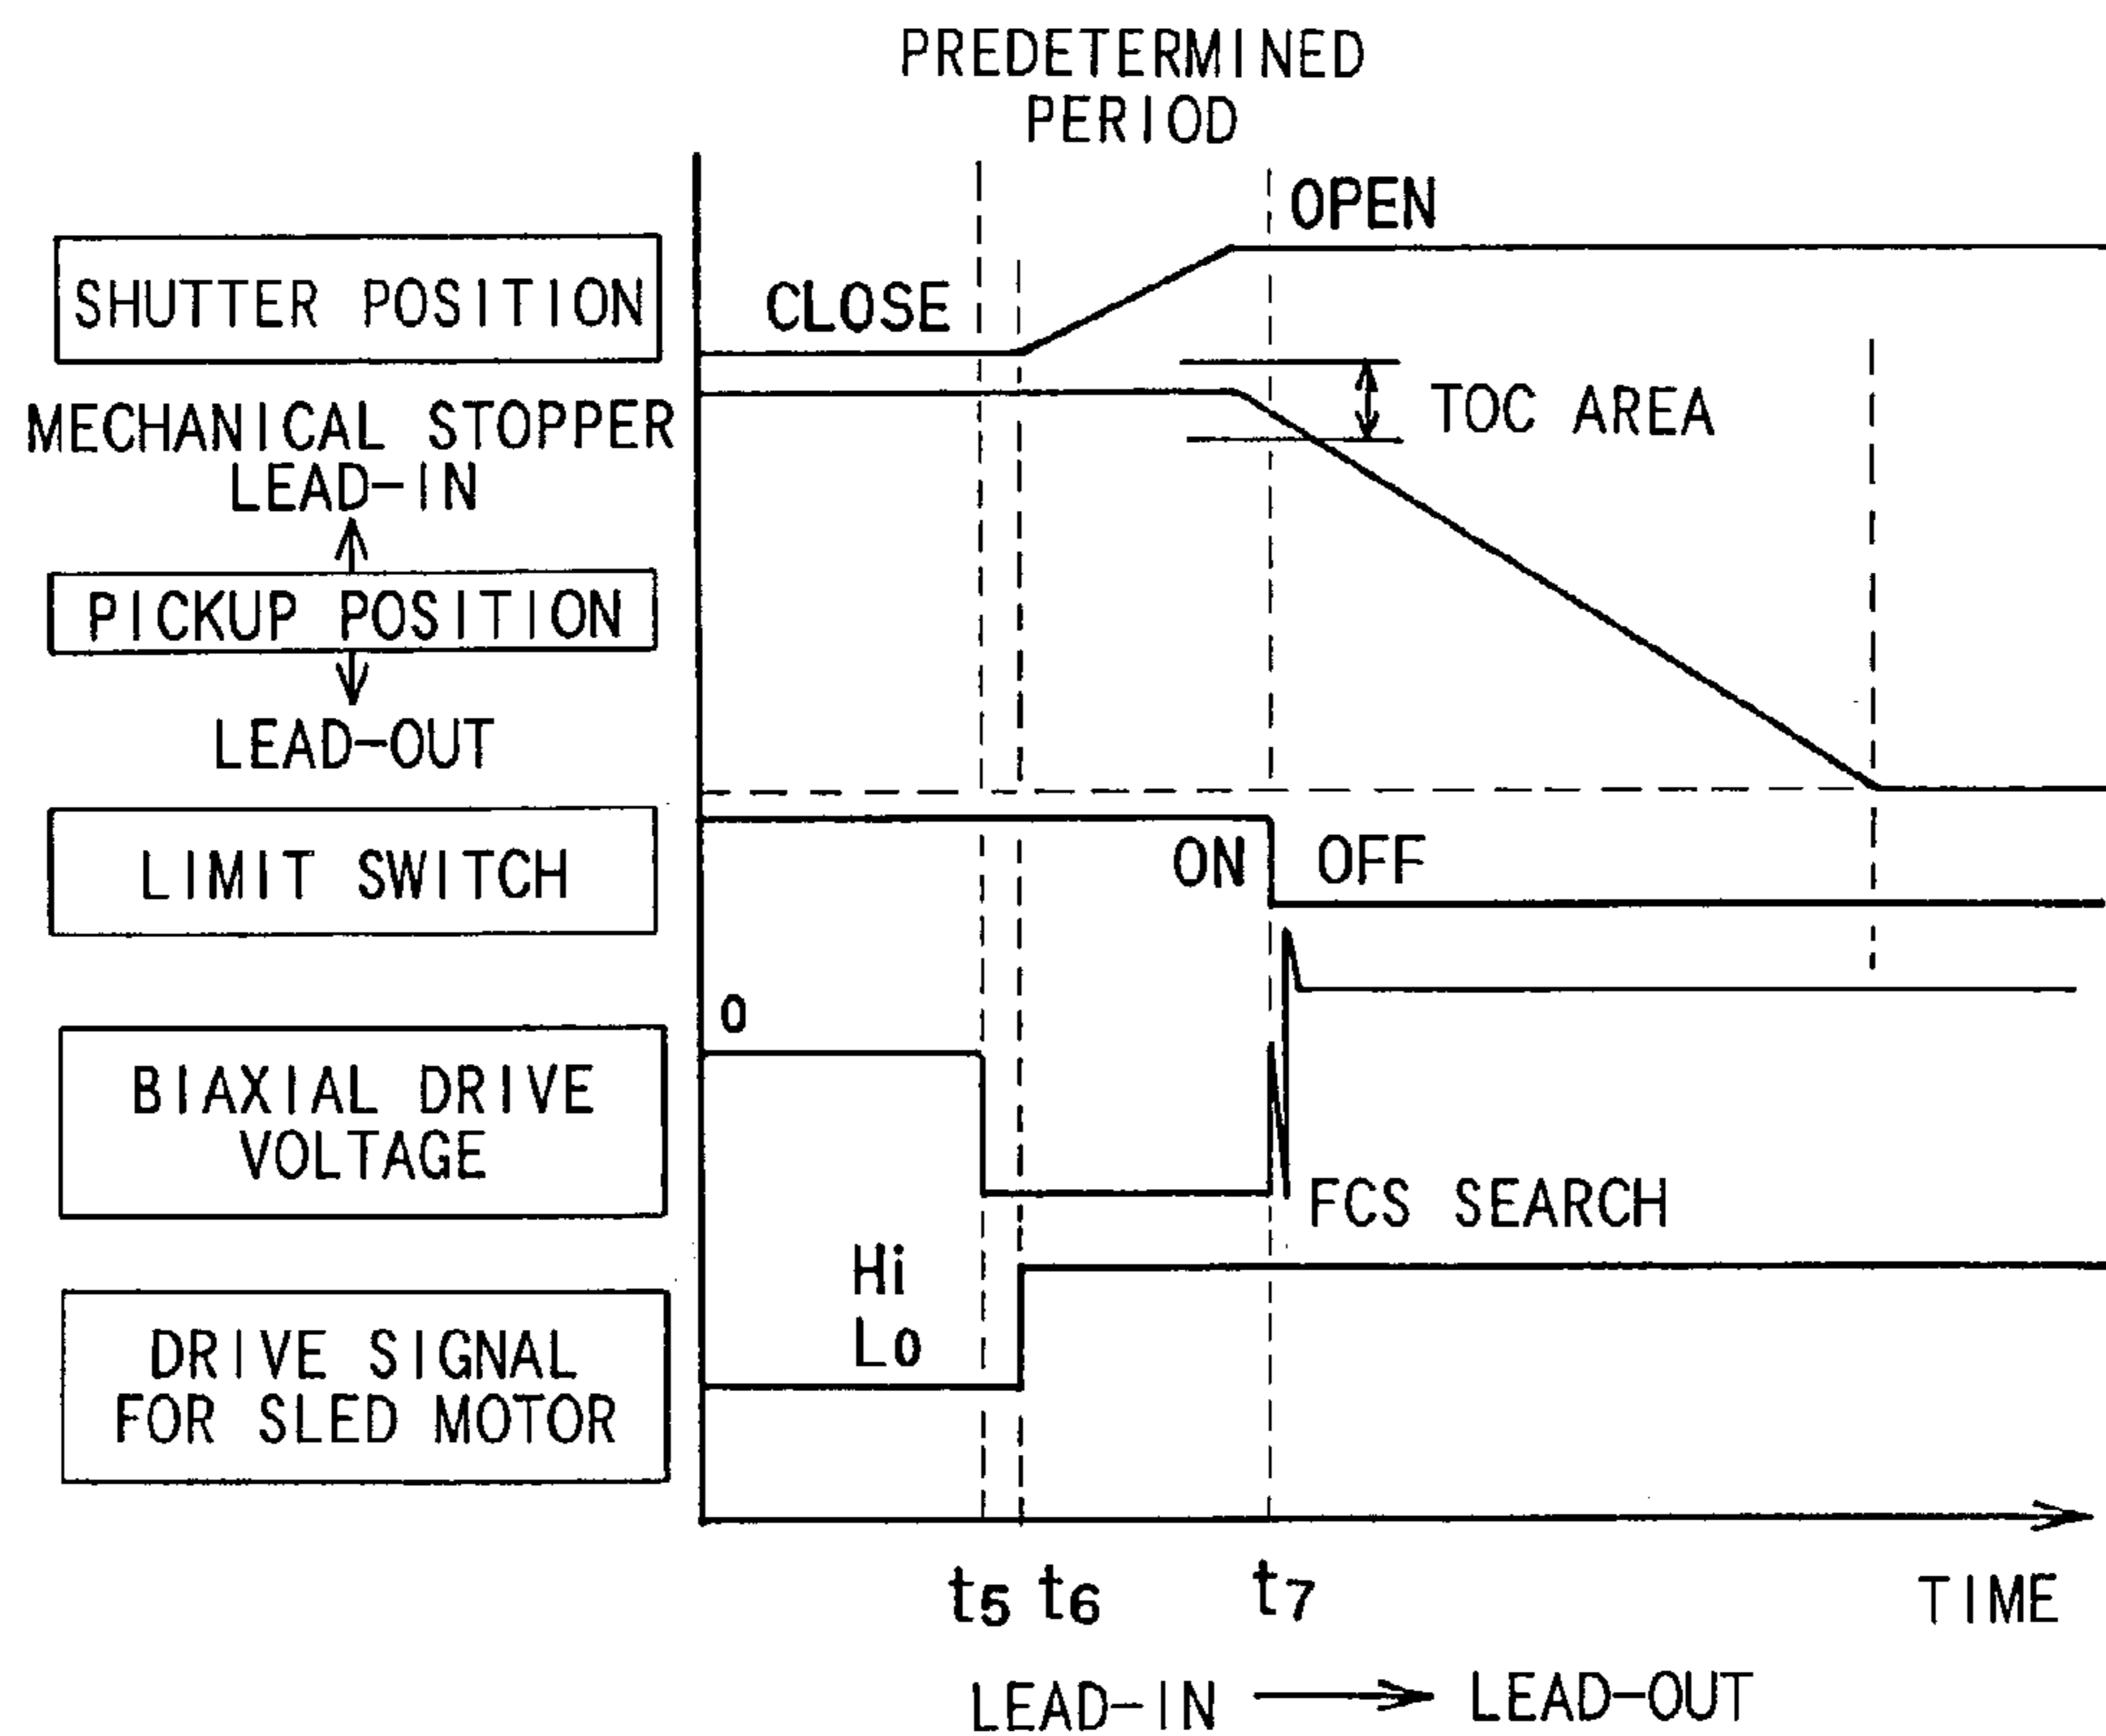 PREDETERMINED
PERIOD
OPEN
SHUTTER POSITION
CLOSE
TOC AREA
MECHANICAL STOPPER
LEAD-IN
PICKUP POSITION
LEAD-OUT
LIMIT SWITCH
ON
OFF
0
BIAXIAL DRIVE
VOLTAGE
FCS SEARCH
Hi
Lo
DRIVE SIGNAL
FOR SLED MOTOR
t5 t6 t7
TIME
LEAD-IN → LEAD-OUT